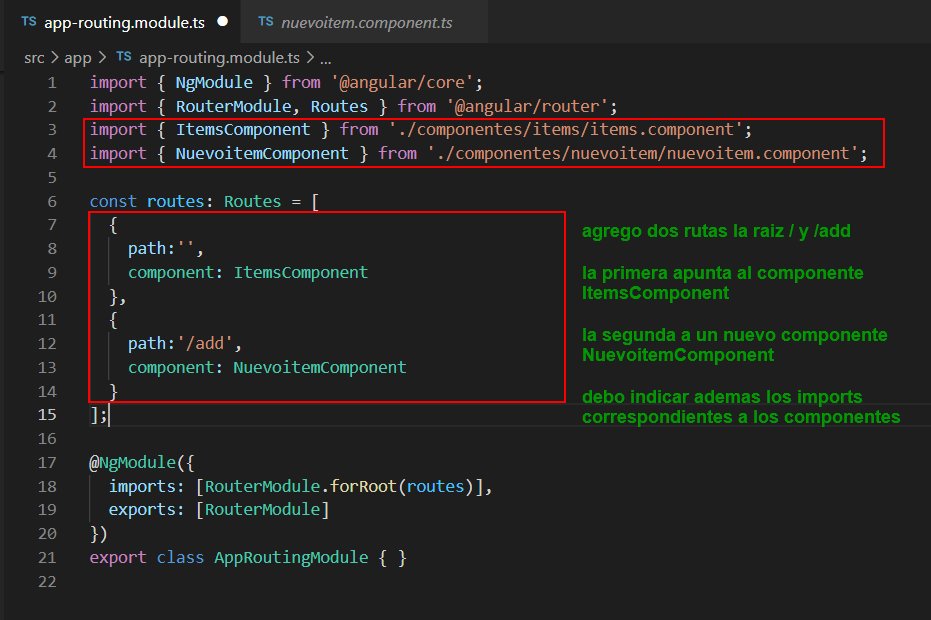 TS app-routing.module.ts ● TS nuevoitem.component.ts
src > app > TS app-routing.module.ts > ...
1 import { NgModule } from '@angular/core';
2 import { RouterModule, Routes } from '@angular/router';
3 import { ItemsComponent } from './componentes/items/items.component';
4 import { NuevoitemComponent } from './componentes/nuevoitem/nuevoitem.component';
5
6 const routes: Routes = [
7 {
8 path:'',
9 component: ItemsComponent
10 },
11 {
12 path:'/add',
13 component: NuevoitemComponent
14 }
15 ];
16
17 @NgModule({
18 imports: [RouterModule.forRoot(routes)],
19 exports: [RouterModule]
20 })
21 export class AppRoutingModule { }
22
agrego dos rutas la raiz / y /add
la primera apunta al componente
ItemsComponent
la segunda a un nuevo componente
NuevoitemComponent
debo indicar ademas los imports
correspondientes a los componentes